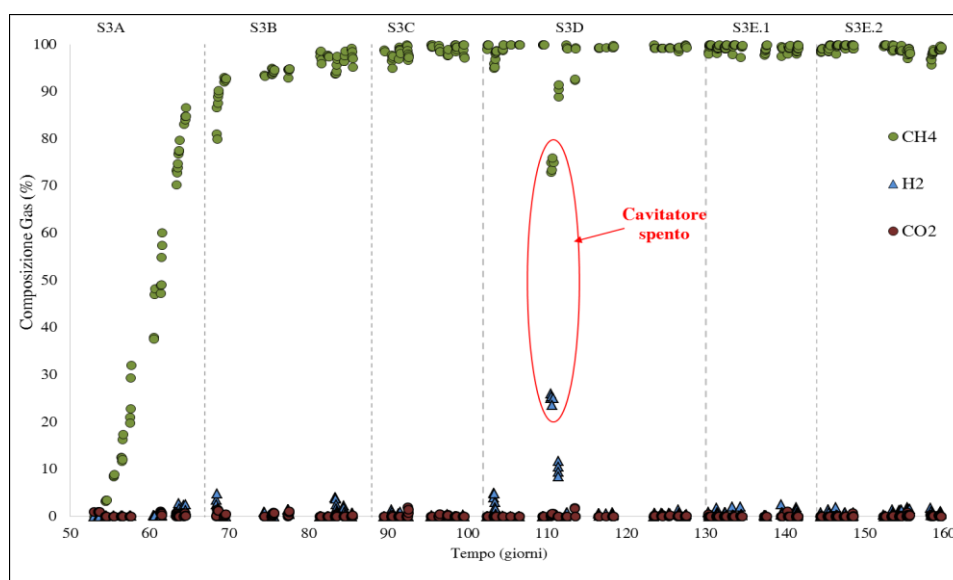 S3A S3B S3C S3D S3E.1 S3E.2
100
90
80
70
60
50
40
30
20
10
0
Composizione Gas (%)
Cavitatore
spento
CH4
H2
CO2
50 60 70 80 90 100 110 120 130 140 150 160
Tempo (giorni)